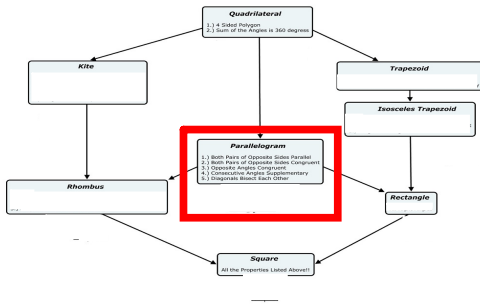 Quadrilateral
1.) 4 Sided Polygon
2.) Sum of the Angles is 360 degrees
Kite
Trapezoid
Isosceles Trapezoid
Parallelogram
1.) Both Pairs of Opposite Sides Parallel
2.) Both Pairs of Opposite Sides Congruent
3.) Opposite Angles Congruent
4.) Consecutive Angles Supplementary
5.) Diagonals Bisect Each Other
Rhombus
Rectangle
Square
All the Properties Listed Above!!